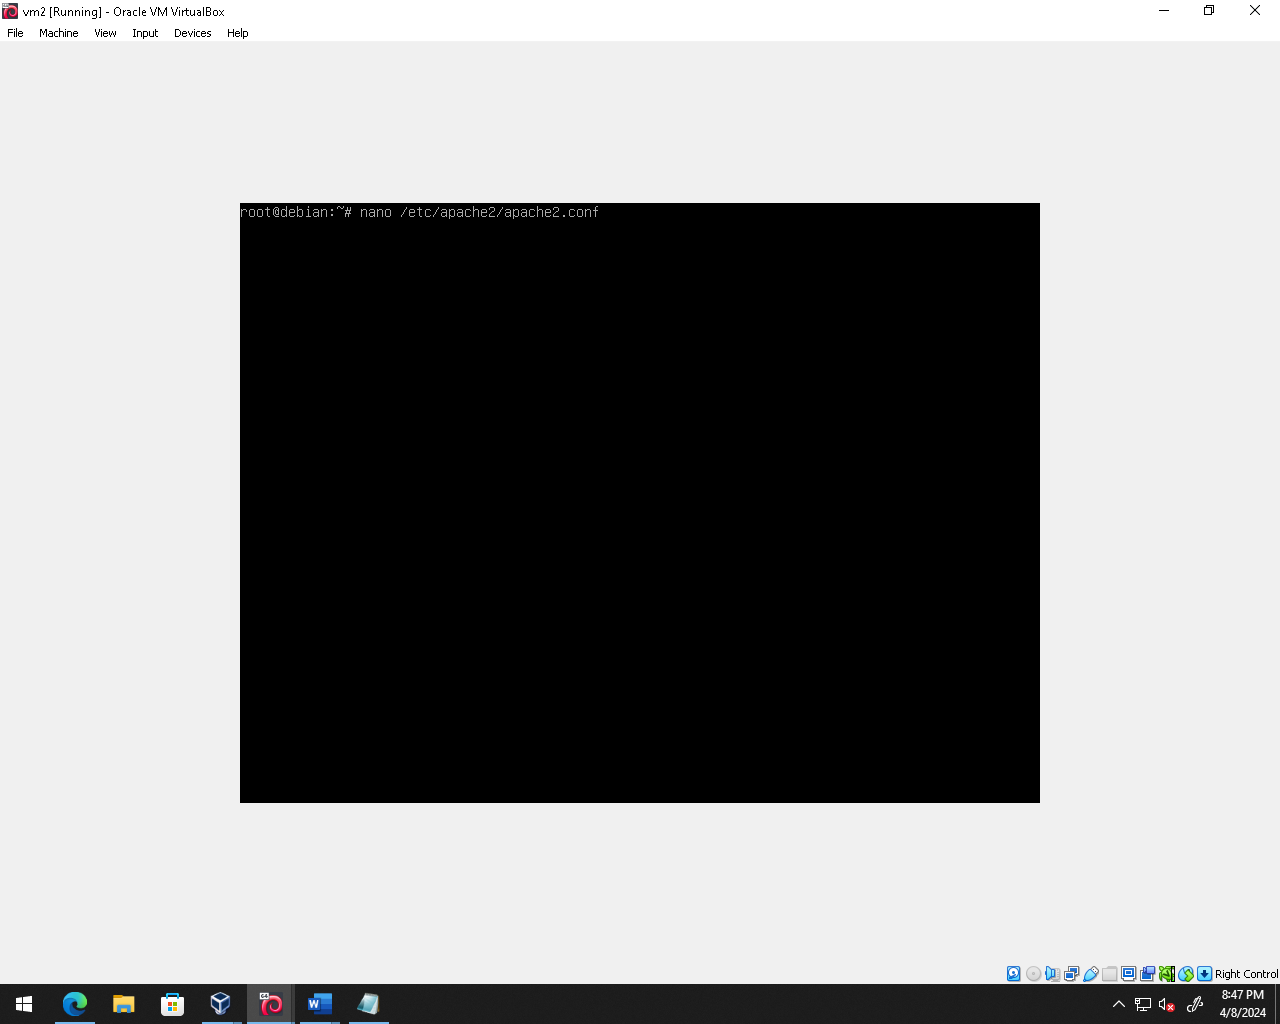 vm2 [Running] - Oracle VM VirtualBox
File Machine View Input Devices Help
root@debian:~# nano /etc/apache2/apache2.conf
Right Control
64 W 8:47 PM
4/8/2024